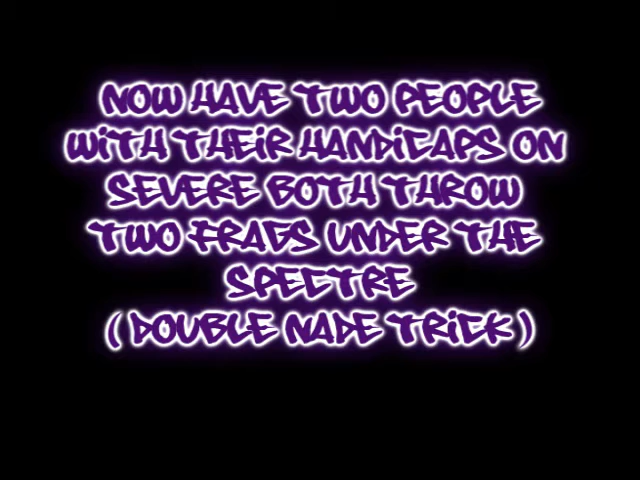 NOW HAVE TWO PEOPLE
WiTH THEiR HANDiCAPS ON
SEVERE BOTH THROW
TWO FRAGS UNDER THE
SPECTRE
( DOUBLE NADE TRiCK )